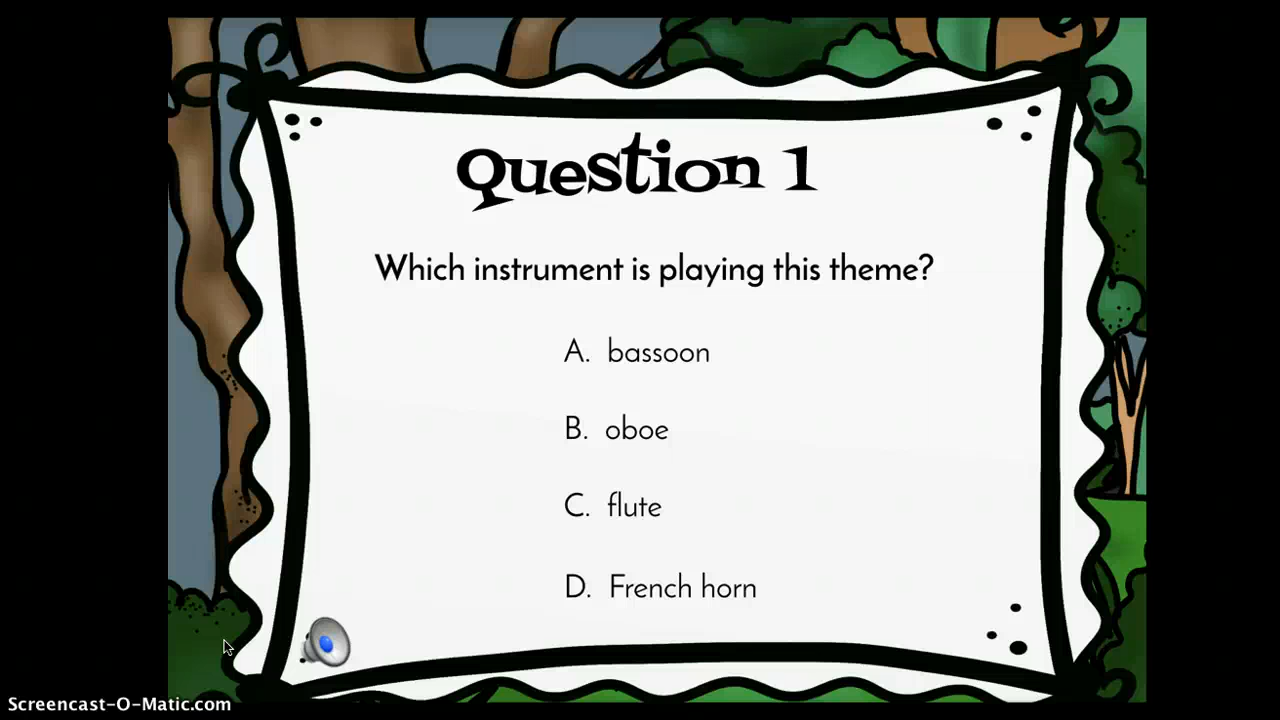 Question 1
Which instrument is playing this theme?
A. bassoon
B. oboe
C. flute
D. French horn
Screencast-O-Matic.com